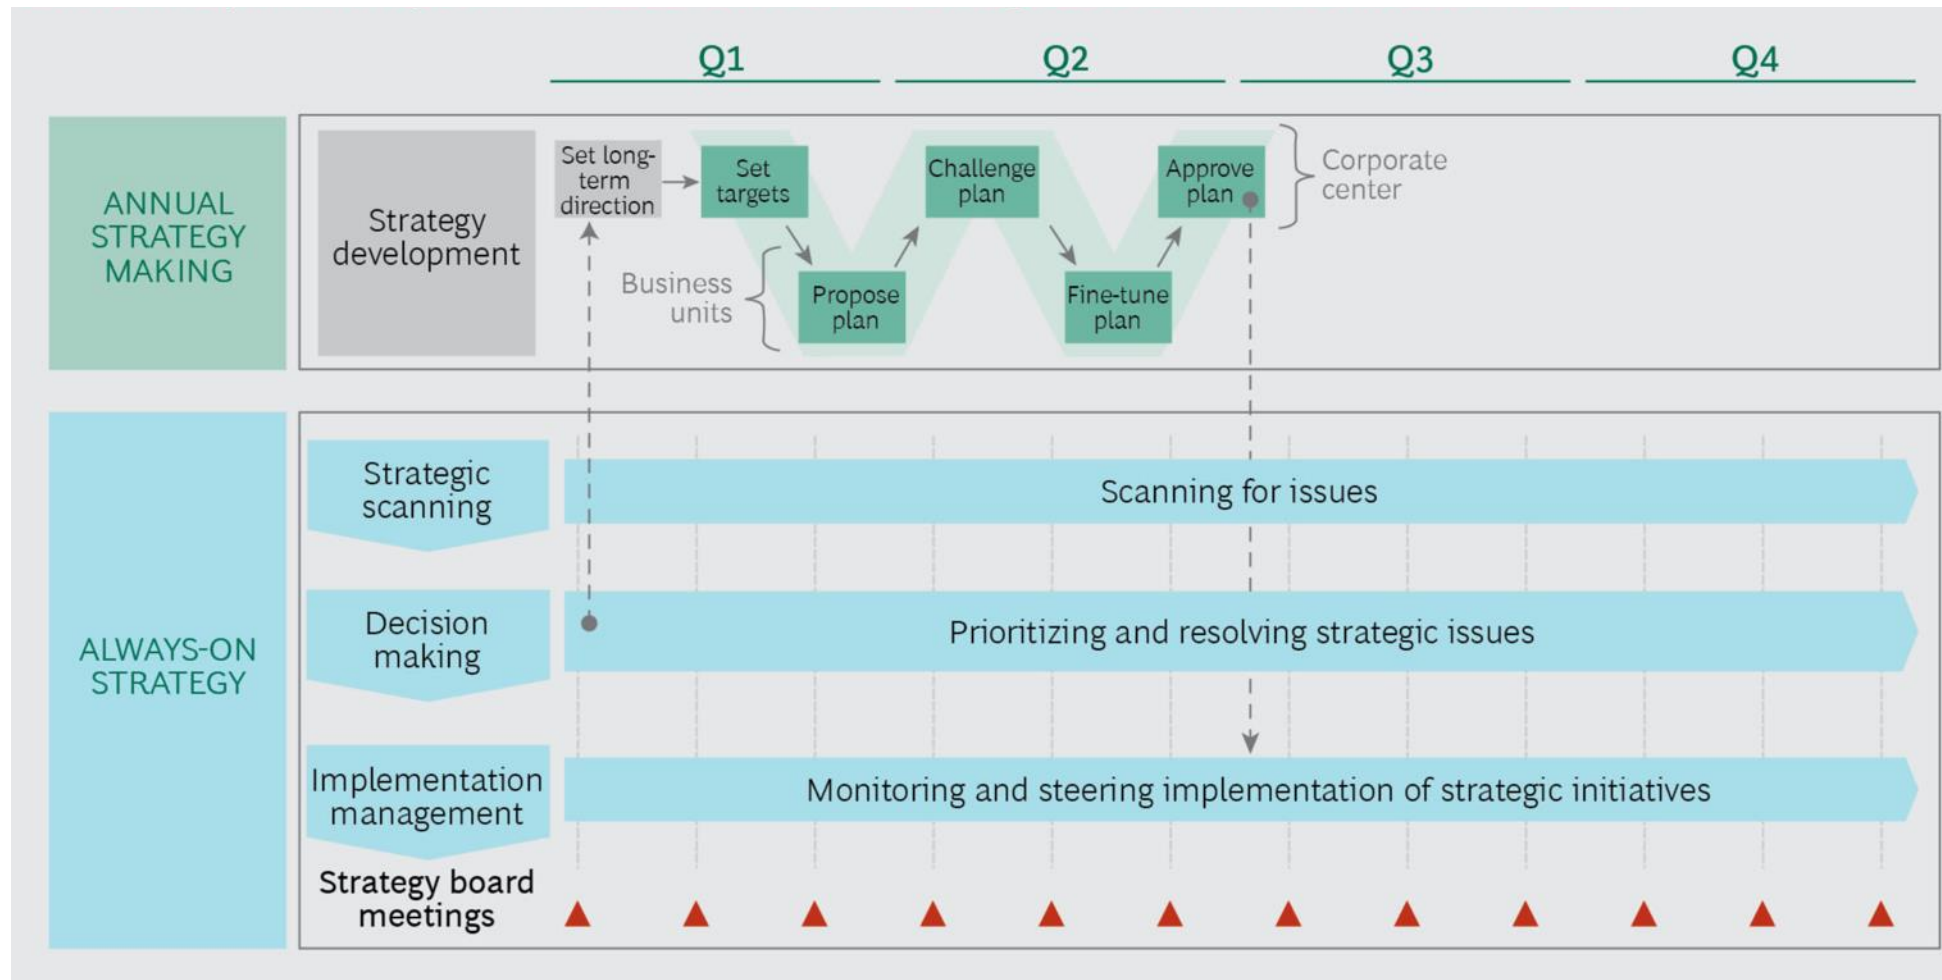 Q1
Q2
Q3
Q4
ANNUAL
STRATEGY
MAKING
Strategy
development
Set long-
term
direction
Set
targets
Challenge
plan
Approve
plan
Corporate
center
Business
units
Propose
plan
Fine-tune
plan
ALWAYS-ON
STRATEGY
Strategic
scanning
Scanning for issues
Decision
making
Prioritizing and resolving strategic issues
Implementation
management
Monitoring and steering implementation of strategic initiatives
Strategy board
meetings